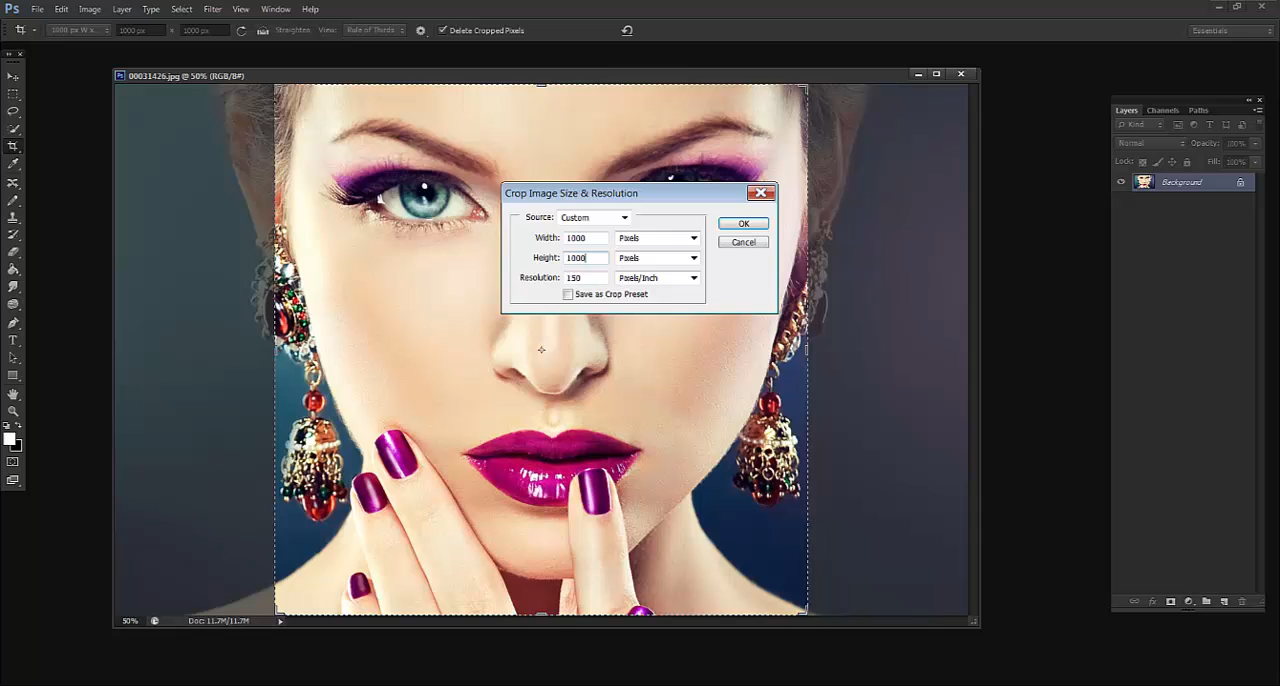 Ps File Edit Image Layer Type Select Filter View Window Help
1000 px W x... 1000 px x 1000 px Straighten View: Rule of Thirds Delete Cropped Pixels Essentials
00031426.jpg @ 50% (RGB/8#)
Crop Image Size & Resolution
Source: Custom
Width: 1000 Pixels
Height: 1000 Pixels
Resolution: 150 Pixels/Inch
Save as Crop Preset
OK
Cancel
Layers Channels Paths
Kind
Normal Opacity: 100%
Lock: Fill: 100%
Background
50% Doc: 11.7M/11.7M